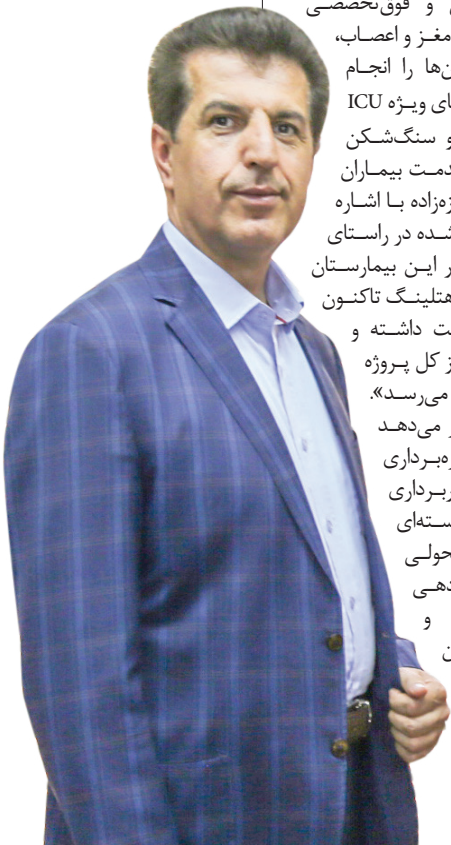 و فوق‌تخصصی
مغز و اعصاب،
ن‌ها را انجام
ای ویژه ICU
و سنگ‌شکن
دمت بیماران
زه‌زاده با اشاره
شده در راستای
ر این بیمارستان
هتلینگ تاکنون
ت داشته و
ز کل پروژه
می‌رسد».
ر می‌دهد
ه‌برداری
ربرداری
سته‌ای
حولی
دهی
و
ن